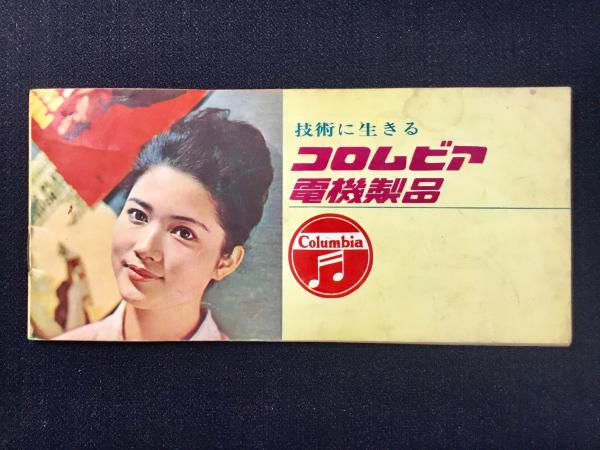 技術に生きる
コロムビア
電機製品
Columbia